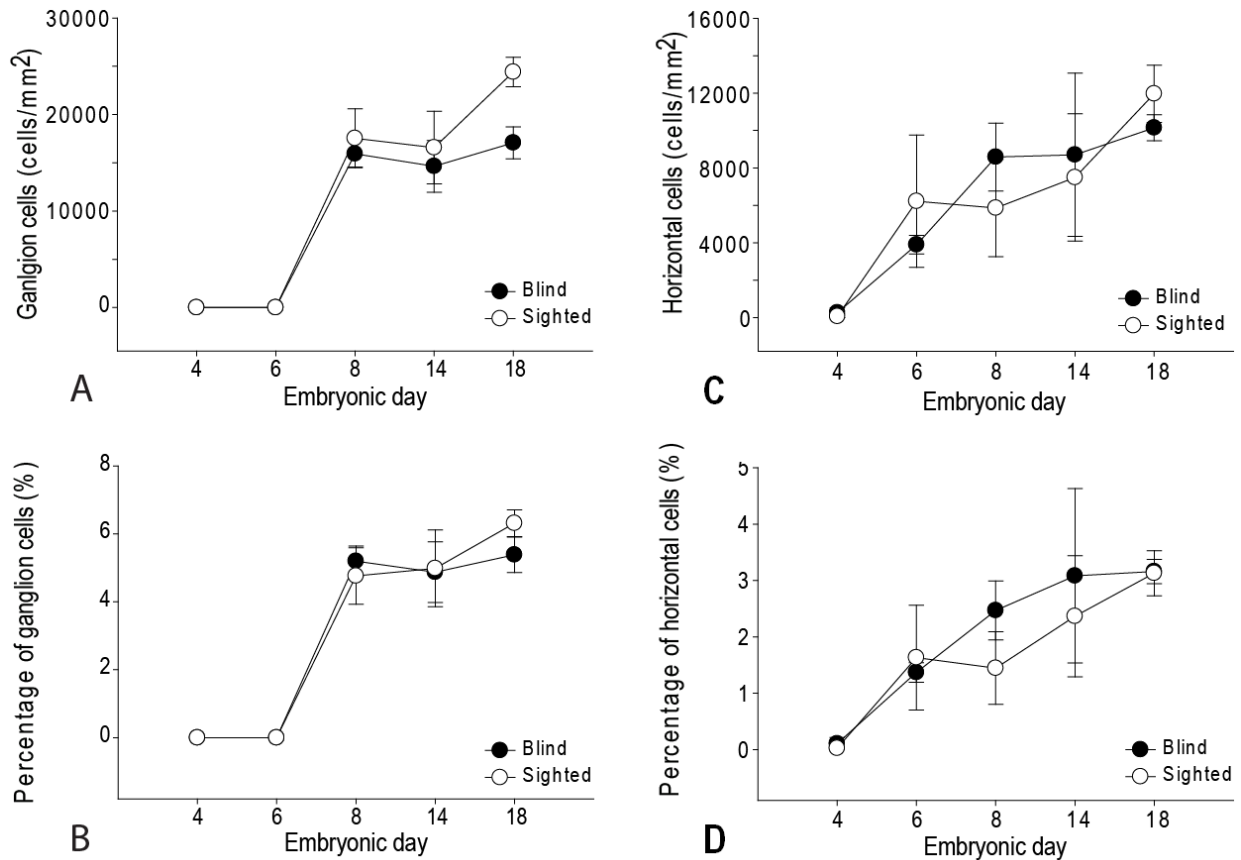 30000
20000
10000
0
Ganlgion cells (cells/mm2)
Blind
Sighted
4 6 8 14 18
Embryonic day
A
16000
12000
8000
4000
0
Horizontal cells (cells/mm2)
Blind
Sighted
4 6 8 14 18
Embryonic day
C
8
6
4
2
0
Percentage of ganglion cells (%)
Blind
Sighted
4 6 8 14 18
Embryonic day
B
5
4
3
2
1
0
Percentage of horizontal cells (%)
Blind
Sighted
4 6 8 14 18
Embryonic day
D